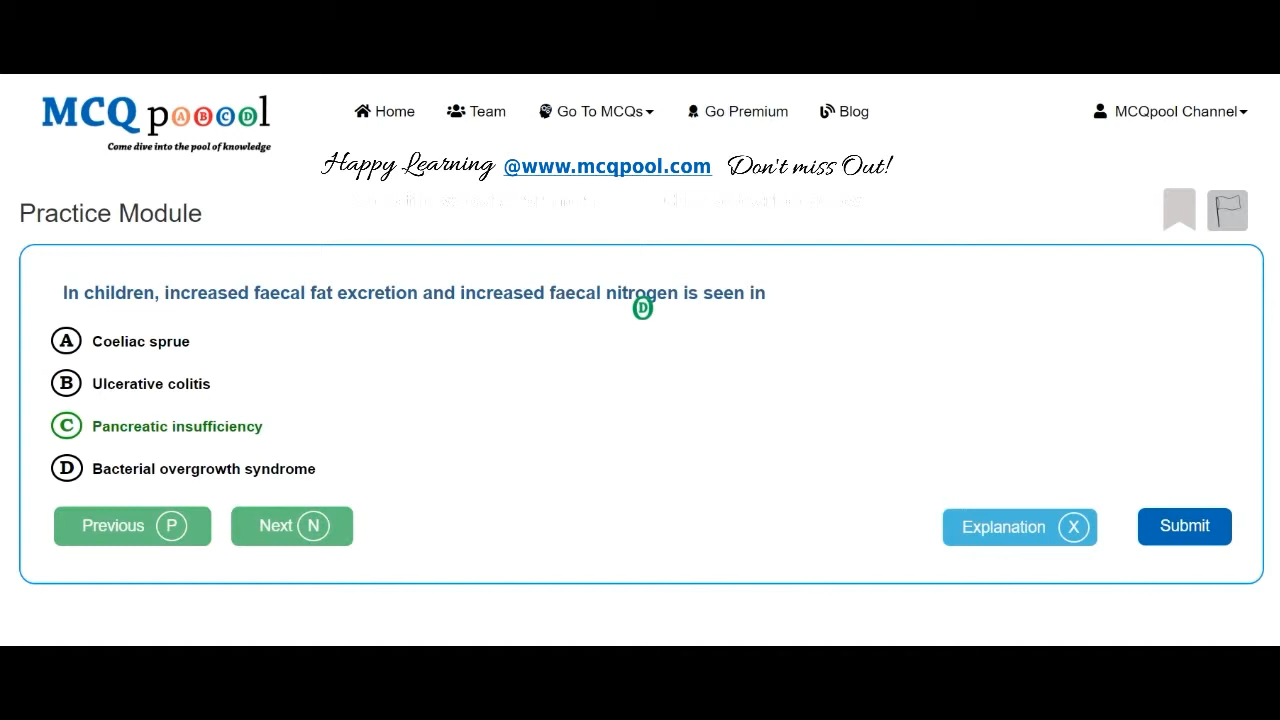 MCQ pABCDl
Come dive into the pool of knowledge
Home Team Go To MCQs Go Premium Blog MCQpool Channel
Happy Learning @www.mcqpool.com Don't miss Out!
Practice Module
In children, increased faecal fat excretion and increased faecal nitrogen is seen in
D
A Coeliac sprue
B Ulcerative colitis
C Pancreatic insufficiency
D Bacterial overgrowth syndrome
Previous P Next N Explanation X Submit